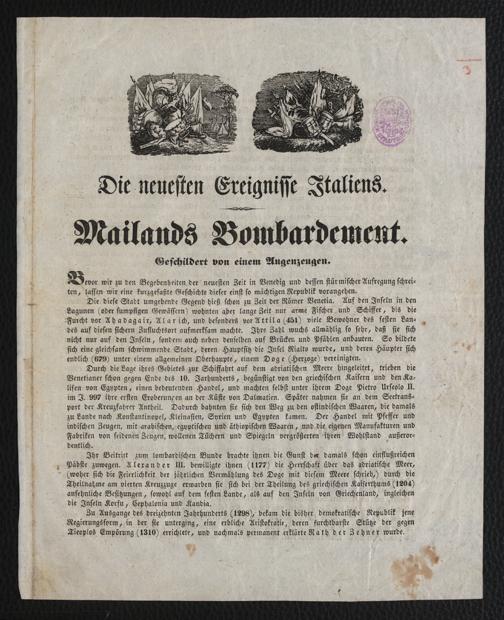 3
Die neuesten Ereignisse Italiens.
Mailands Bombardement.
Geschildert von einem Augenzeugen.
Bevor wir zu den Begebenheiten der neuesten Zeit in Venedig und dessen stürmischer Aufregung schrei-
ten, lassen wir eine kurzgefaßte Geschichte dieser einst so mächtigen Republik vorangehen.
Die diese Stadt umgebende Gegend hieß schon zu Zeit der Römer Venetia. Auf den Inseln in den
Lagunen (oder sumpfigen Gewässern) wohnten aber lange Zeit nur arme Fischer und Schiffer, bis die
Furcht vor Ahadagair, Alarich, und besonders vor Attila (451) viele Bewohner des festen Lan-
des auf diesen sichern Zufluchtsort aufmerksam machte. Ihre Zahl wuchs allmählig so sehr, daß sie sich
nicht nur auf den Inseln, sondern auch neben denselben auf Brücken und Pfählen anbauten. So bildete
sich eine gleichsam schwimmende Stadt, deren Hauptsitz die Insel Rialto wurde, und deren Häupter sich
endlich (679) unter einem allgemeinen Oberhaupte, einem Doge (Herzoge) vereinigten.
Durch die Lage ihres Gebietes zur Schiffahrt auf dem adriatischen Meere hingeleitet, trieben die
Venetianer schon gegen Ende des 10. Jarhunderts, begünstigt von den griechischen Kaisern und den Ka-
lifen von Egypten, einen bedeutenden Handel, und machten selbst unter ihrem Doge Pietro Urseolo II.
im J. 997 ihre ersten Eroberungen an der Küste von Dalmatien. Später nahmen sie an dem Seetrans-
port der Kreuzfahrer Antheil. Dadurch bahnten sie sich den Weg zu den ostindischen Waaren, die damals
zu Lande nach Konstantinopel, Kleinasien, Syrien und Egypten kamen. Der Handel mit Pfeffer und
indischen Zeugen, mit arabischen, egyptischen und äthiopischen Waaren, und die eigenen Manufakturen und
Fabriken von seidenen Zeugen, wollenen Tüchern und Spiegeln vergrößerten ihren Wohlstand außeror-
dentlich.
Ihr Beitritt zum lombardischen Bunde brachte ihnen die Gunst der damals schon einflußreichen
Päbste zuwegen. Alexander III. bewilligte ihnen (1177) die Herrschaft über das adriatische Meer,
(woher sich die Feierlichkeit der jährlichen Vermählung des Doge mit diesem Meere schrieb,) durch die
Theilnahme am vierten Kreuzzuge erwarben sie sich bei der Theilung des griechischen Kaiserthums (1204)
ansehnliche Besitzungen, sowohl auf dem festen Lande, als auf den Inseln von Griechenland, ingleichen
die Inseln Korfu, Cephalonia und Kandia.
Zu Ausgange des dreizehnten Jahrhunderts (1298), bekam die bisher demokratische Republik jene
Regierungsform, in der sie unterging, eine erbliche Aristokratie, deren furchtbarste Stütze der gegen
Tieeplos Empörung (1310) errichtete, und nachmals permanent erklärte Rath der Zehner wurde.